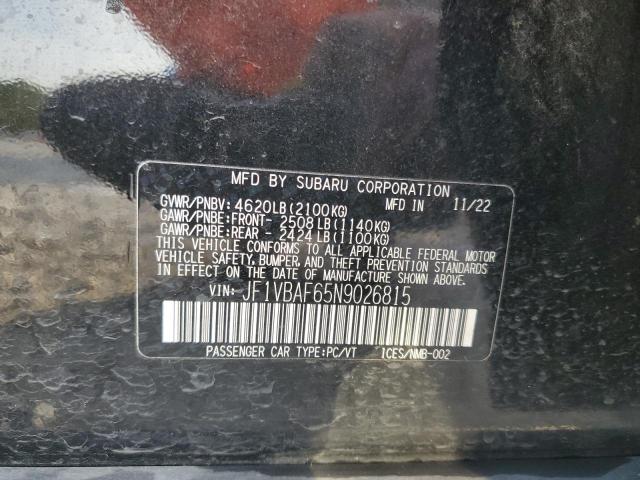 MFD BY SUBARU CORPORATION
GVWR/PNBV: 4620LB(2100KG) MFD IN 11/22
GAWR/PNBE:FRONT- 2508LB(1140KG)
GAWR/PNBE:REAR - 2424LB(1100KG)
THIS VEHICLE CONFORMS TO ALL APPLICABLE FEDERAL MOTOR
VEHICLE SAFETY, BUMPER, AND THEFT PREVENTION STANDARDS
IN EFFECT ON THE DATE OF MANUFACTURE SHOWN ABOVE.
VIN: JF1VBAF65N9026815
PASSENGER CAR TYPE:PC/VT ICES/NMB-002